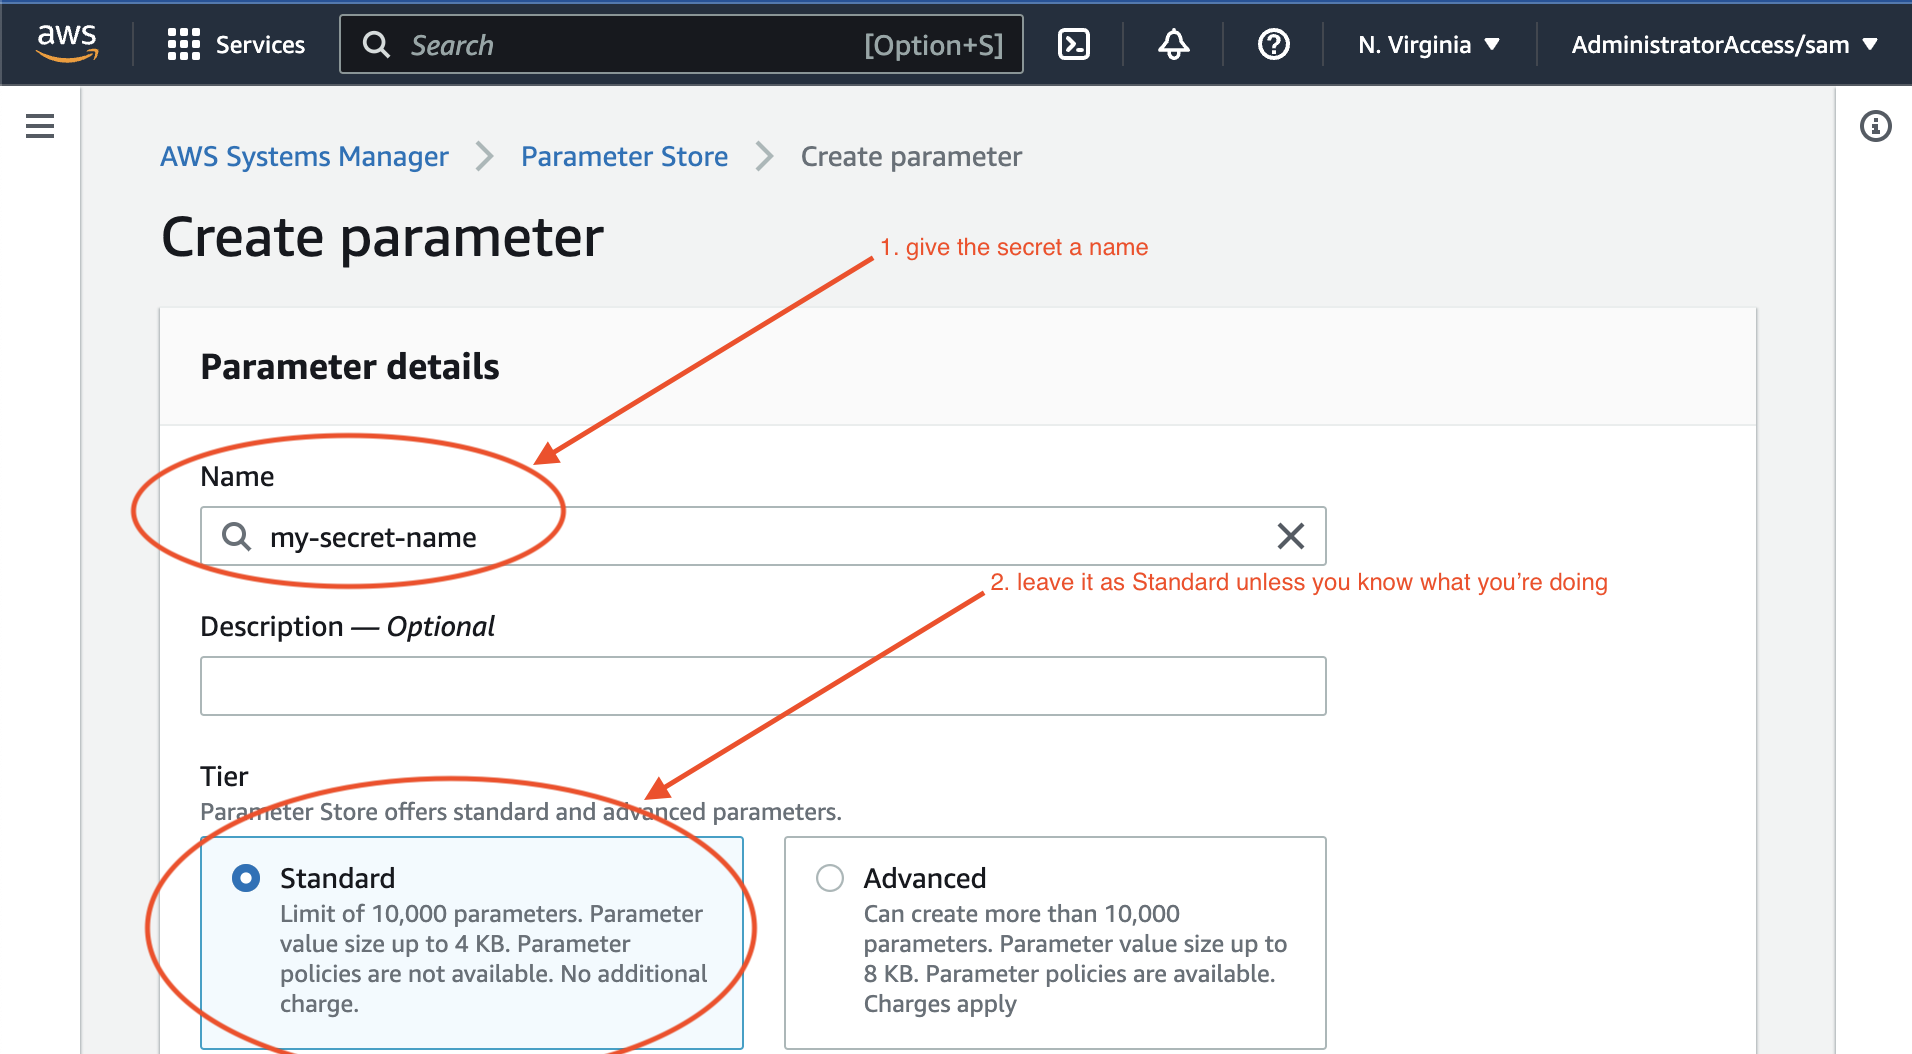 aws
Services
Search [Option+S]
N. Virginia
AdministratorAccess/sam
AWS Systems Manager
Parameter Store
Create parameter
Create parameter
1. give the secret a name
Parameter details
Name
my-secret-name
2. leave it as Standard unless you know what you’re doing
Description — Optional
Tier
Parameter Store offers standard and advanced parameters.
Standard
Limit of 10,000 parameters. Parameter
value size up to 4 KB. Parameter
policies are not available. No additional
charge.
Advanced
Can create more than 10,000
parameters. Parameter value size up to
8 KB. Parameter policies are available.
Charges apply